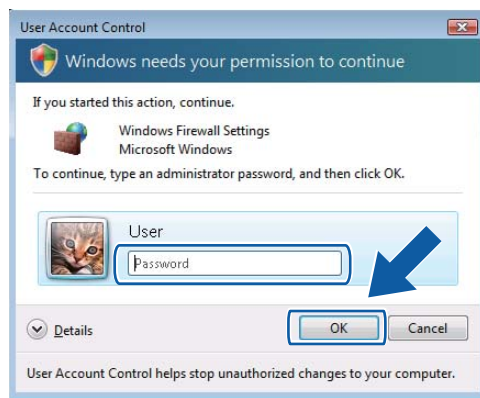 User Account Control
Windows needs your permission to continue
If you started this action, continue.
Windows Firewall Settings
Microsoft Windows
To continue, type an administrator password, and then click OK.
User
Password
Details
OK
Cancel
User Account Control helps stop unauthorized changes to your computer.